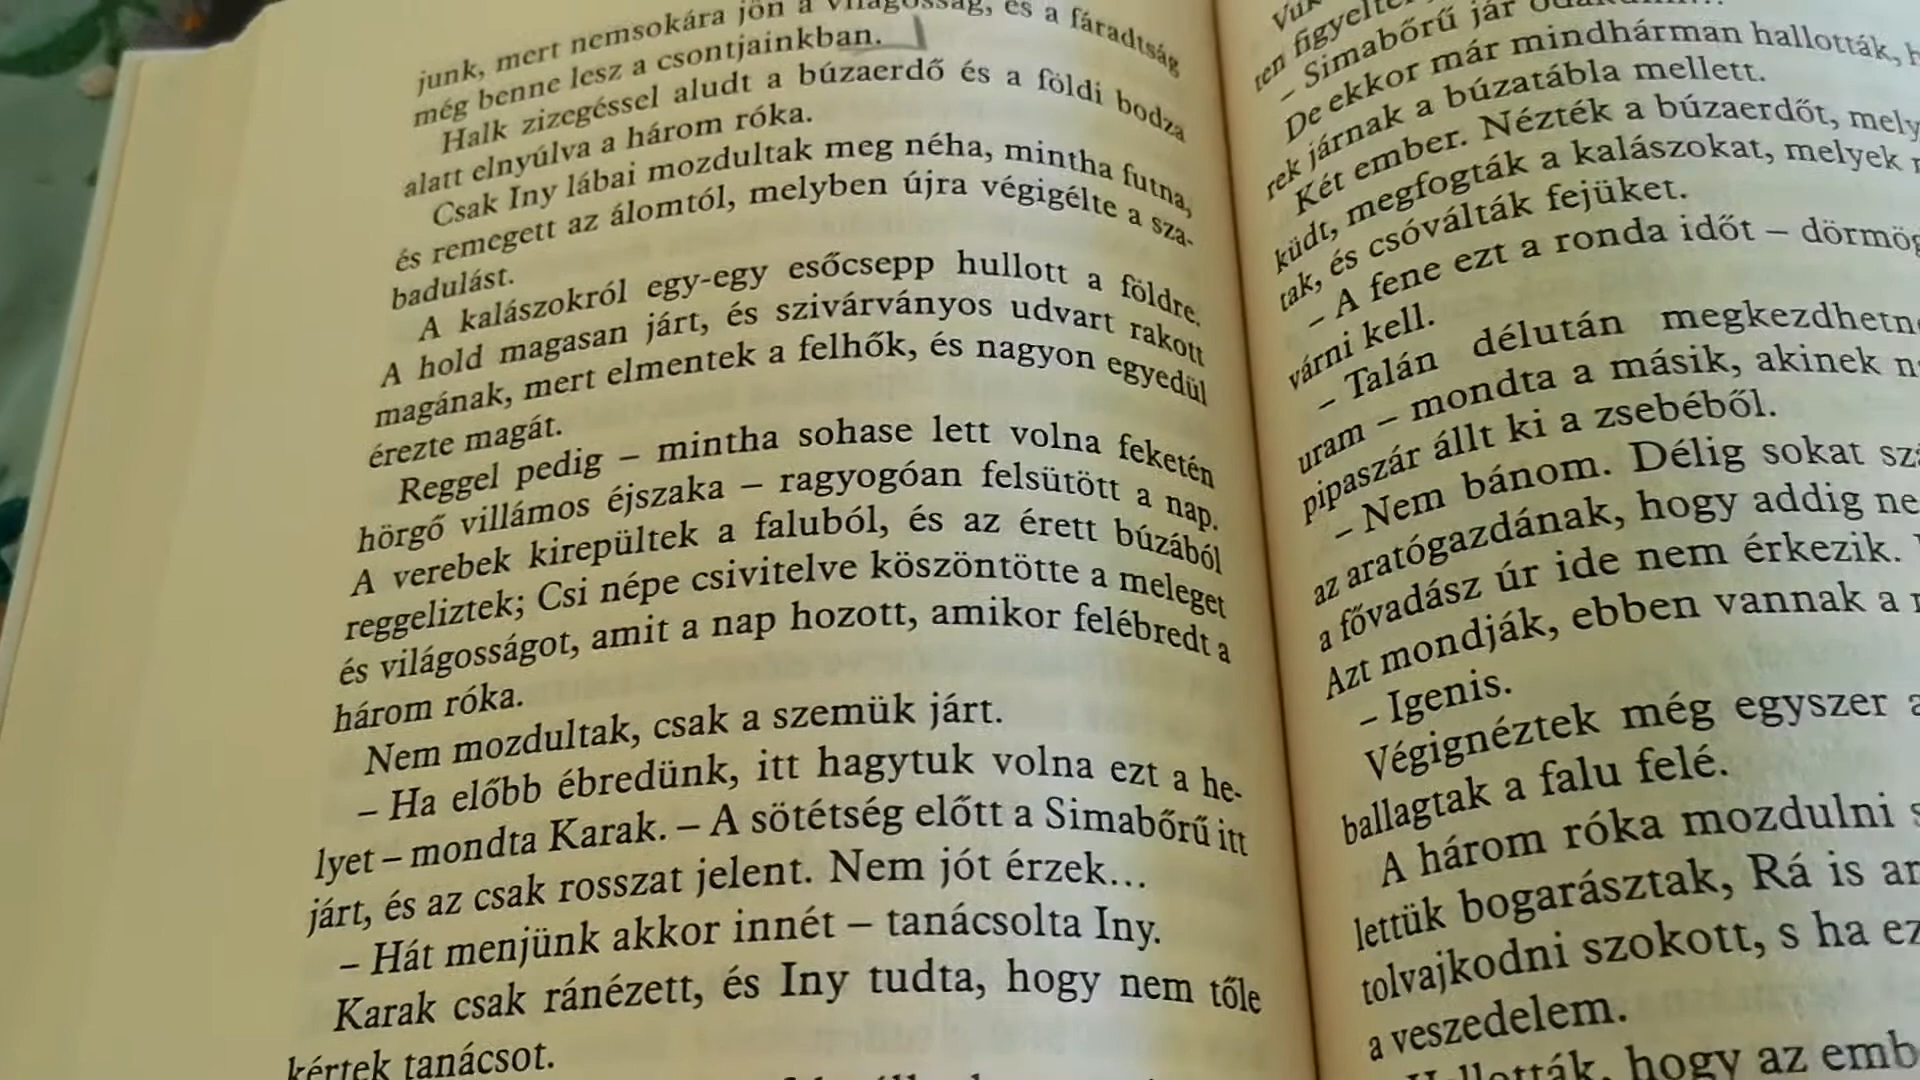 junk, mert nemsokára jön a világosság, és a fáradtság
még benne lesz a csontjainkban.
Halk zizegéssel aludt a búzaerdő és a földi bodza
alatt elnyúlva a három róka.
Csak Iny lábai mozdultak meg néha, mintha futna,
és remegett az álomtól, melyben újra végigélte a sza-
badulást.
A kalászokról egy-egy esőcsepp hullott a földre.
A hold magasan járt, és szivárványos udvart rakott
magának, mert elmentek a felhők, és nagyon egyedül
érezte magát.
Reggel pedig – mintha sohase lett volna feketén
hörgő villámos éjszaka – ragyogóan felsütött a nap.
A verebek kirepültek a faluból, és az érett búzából
reggeliztek; Csi népe csivitelve köszöntötte a meleget
és világosságot, amit a nap hozott, amikor felébredt a
három róka.
Nem mozdultak, csak a szemük járt.
– Ha előbb ébredünk, itt hagytuk volna ezt a he-
lyet – mondta Karak. – A sötétség előtt a Simabőrű itt
járt, és az csak rosszat jelent. Nem jót érzek...
– Hát menjünk akkor innét – tanácsolta Iny.
Karak csak ránézett, és Iny tudta, hogy nem tőle
kértek tanácsot.
ten
– Simabőrű jár
De ekkor már mindhárman hallották,
rek járnak a búzatábla mellett.
Két ember. Nézték a búzaerdőt, mely
küdt, megfogták a kalászokat, melyek
tak, és csóválták fejüket.
– A fene ezt a ronda időt –
várni kell.
– Talán délután
uram – mondta a másik, akinek
pipaszár állt ki a zsebéből.
– Nem bánom. Délig sokat
az aratógazdának, hogy addig
a fővadász úr ide nem érkezik.
Azt mondják, ebben vannak a
– Igenis.
Végignéztek még egyszer
ballagtak a falu felé.
A három róka mozdulni
lettük bogarásztak, Rá is
tolvajkodni szokott, s ha
a veszedelem.
hogy az